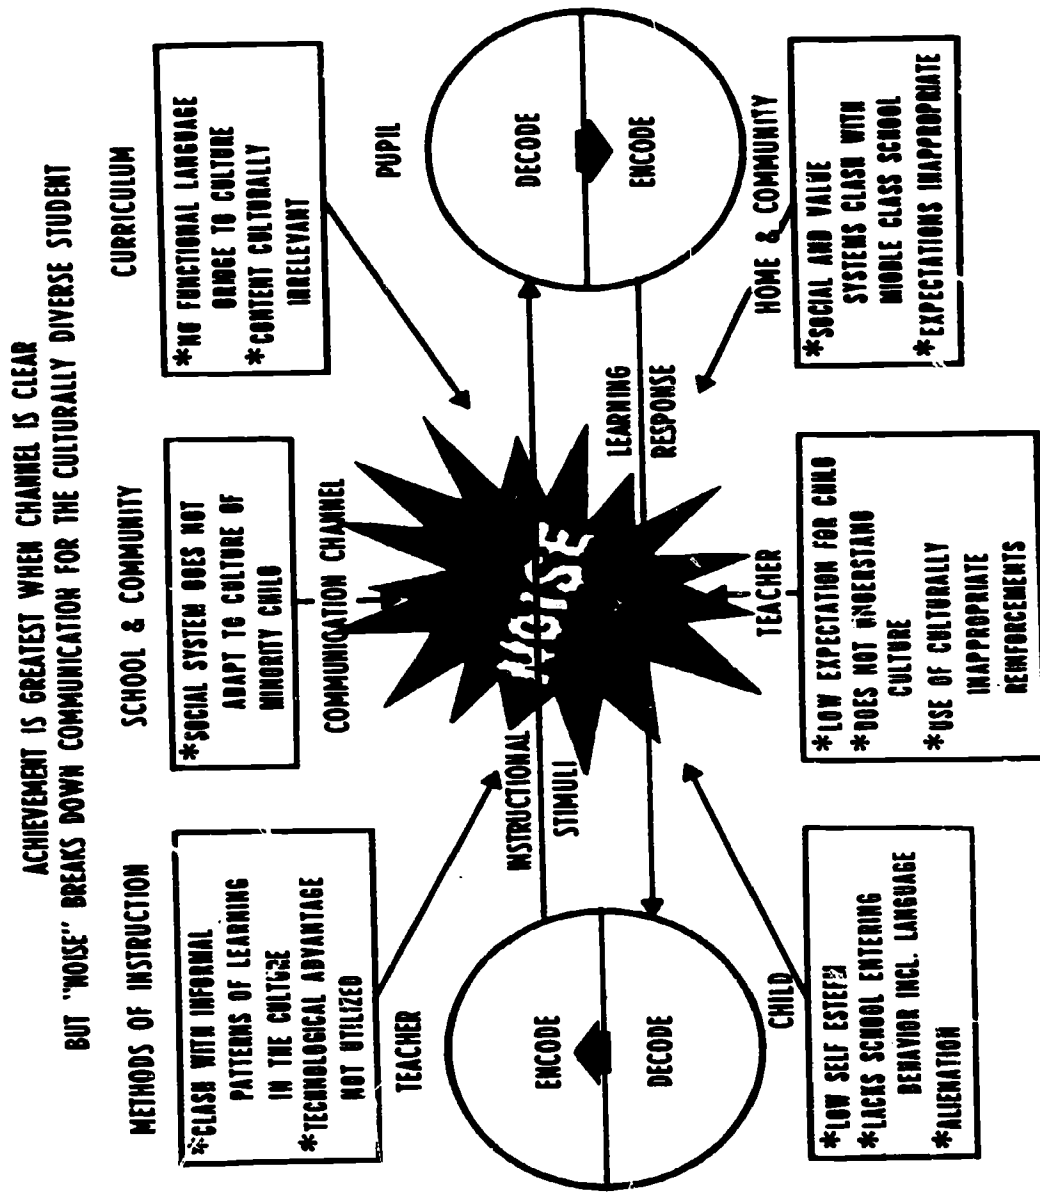 ACHIEVEMENT IS GREATEST WHEN CHANNEL IS CLEAR
BUT "NOISE" BREAKS DOWN COMMUNICATION FOR THE CULTURALLY DIVERSE STUDENT
METHODS OF INSTRUCTION
*CLASH WITH INFORMAL
PATTERNS OF LEARNING
IN THE CULTURE
*TECHNOLOGICAL ADVANTAGE
NOT UTILIZED
SCHOOL & COMMUNITY
*SOCIAL SYSTEM DOES NOT
ADAPT TO CULTURE OF
MINORITY CHILD
CURRICULUM
*NO FUNCTIONAL LANGUAGE
BRIDGE TO CULTURE
*CONTENT CULTURALLY
IRRELEVANT
TEACHER
ENCODE
DECODE
COMMUNICATION CHANNEL
INSTRUCTIONAL
STIMULI
NOISE
LEARNING
RESPONSE
PUPIL
DECODE
ENCODE
CHILD
*LOW SELF ESTEEM
*LACKS SCHOOL ENTERING
BEHAVIOR INCL. LANGUAGE
*ALIENATION
TEACHER
*LOW EXPECTATION FOR CHILD
*DOES NOT UNDERSTAND
CULTURE
*USE OF CULTURALLY
INAPPROPRIATE
REINFORCEMENTS
HOME & COMMUNITY
*SOCIAL AND VALUE
SYSTEMS CLASH WITH
MIDDLE CLASS SCHOOL
*EXPECTATIONS INAPPROPRIATE